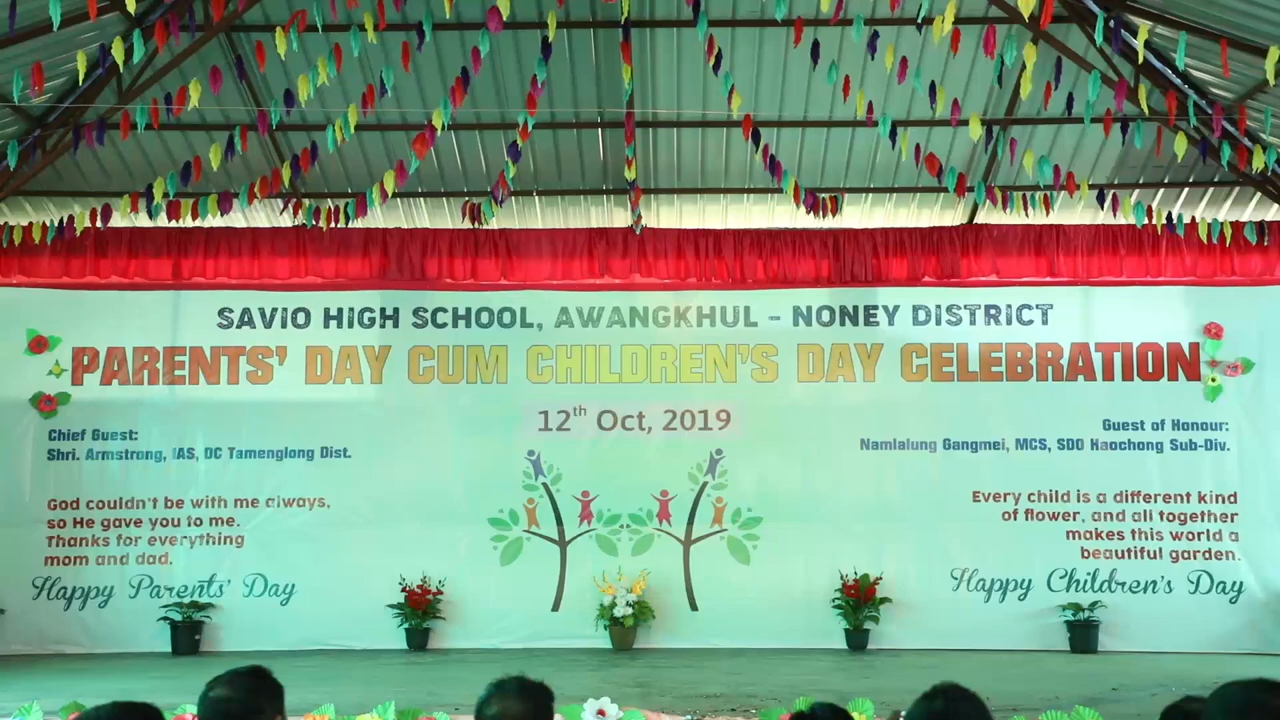 SAVIO HIGH SCHOOL, AWANGKHUL - NONEY DISTRICT
PARENTS' DAY CUM CHILDREN'S DAY CELEBRATION
12th Oct, 2019
Chief Guest:
Shri. Armstrong, IAS, DC Tamenglong Dist.
God couldn't be with me always,
so He gave you to me.
Thanks for everything
mom and dad.
Happy Parents' Day
Guest of Honour:
Namlalung Gangmei, MCS, SDO Haochong Sub-Div.
Every child is a different kind
of flower, and all together
makes this world a
beautiful garden.
Happy Children's Day